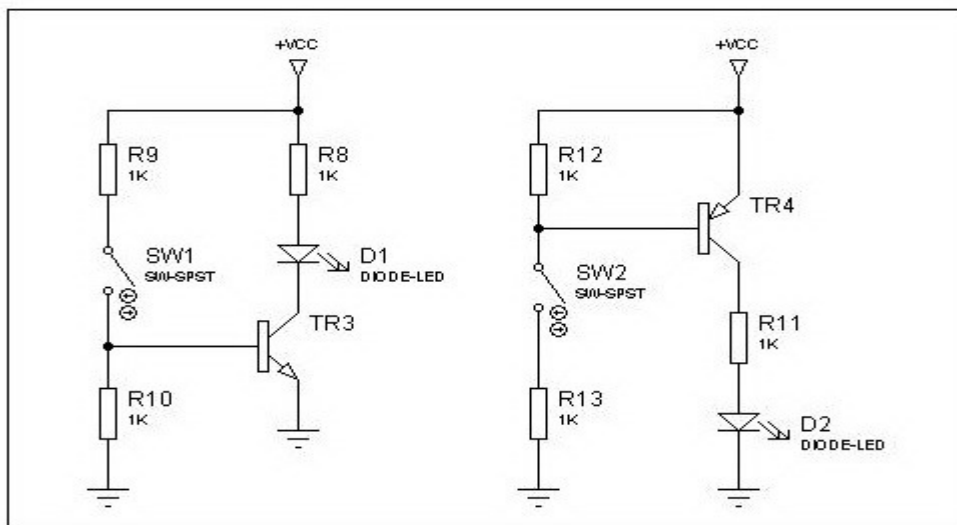 +VCC
R9
1K
R8
1K
SW1
SW-SPST
D1
DIODE-LED
TR3
R10
1K
+VCC
R12
1K
TR4
SW2
SW-SPST
R11
1K
R13
1K
D2
DIODE-LED